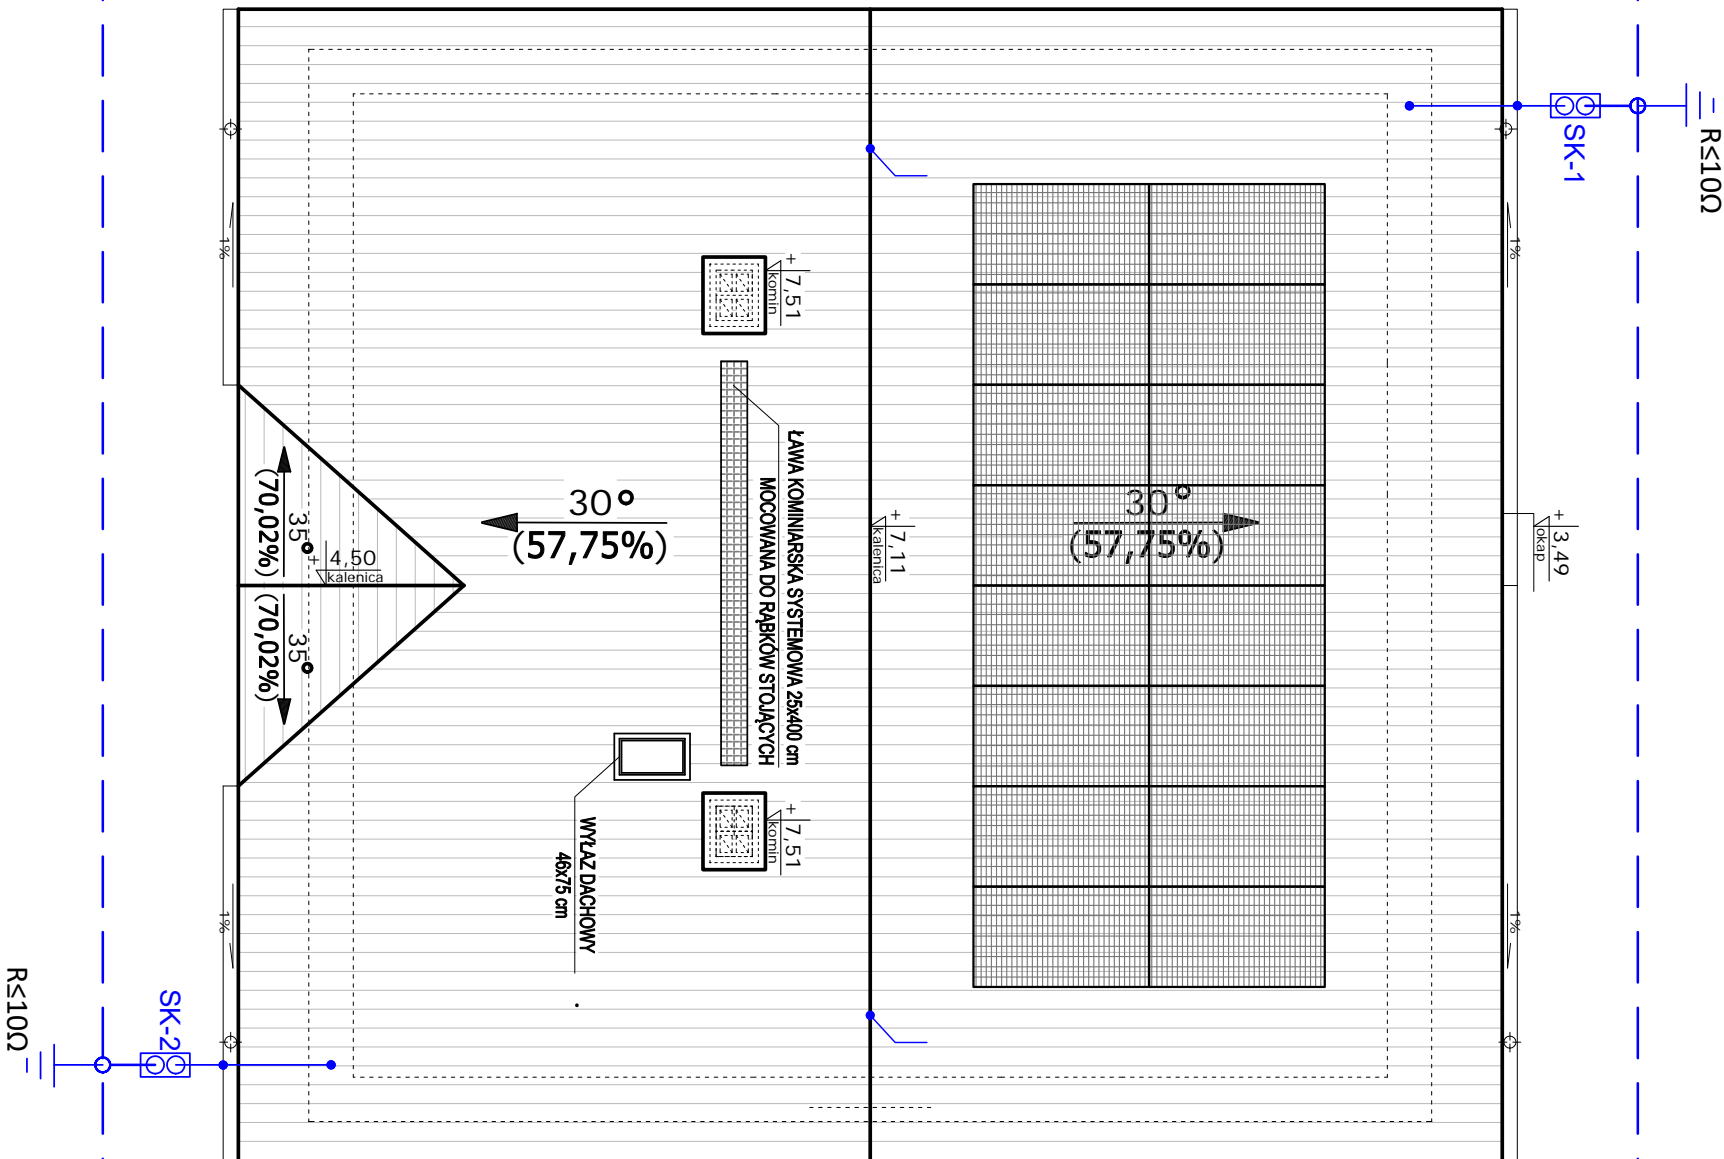 R≤10Ω
SK-1
1%
1%
+
7,51
komin
ŁAWA KOMINIARSKA SYSTEMOWA 25x400 cm
MOCOWANA DO RĄBKÓW STOJĄCYCH
30°
(57,75%)
30°
(57,75%)
+
7,11
kalenica
+
3,49
okap
35°
(70,02%)
+
4,50
kalenica
35°
(70,02%)
+
7,51
komin
WYŁAZ DACHOWY
46x75 cm
1%
1%
SK-2
R≤10Ω